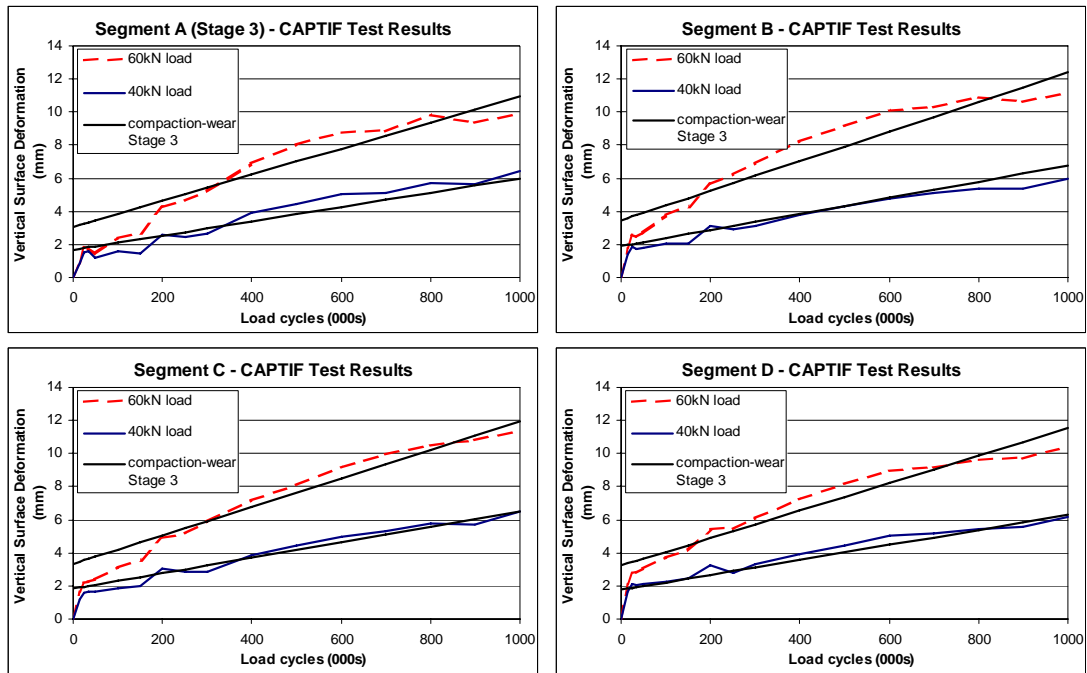 Segment A (Stage 3) - CAPTIF Test Results
14
12
10
8
6
4
2
0
Vertical Surface Deformation
(mm)
60kN load
40kN load
compaction-wear
Stage 3
0
200
400
600
800
1000
Load cycles (000s)
Segment B - CAPTIF Test Results
14
12
10
8
6
4
2
0
Vertical Surface Deformation
(mm)
60kN load
40kN load
compaction-wear
Stage 3
0
200
400
600
800
1000
Load cycles (000s)
Segment C - CAPTIF Test Results
14
12
10
8
6
4
2
0
Vertical Surface Deformation
(mm)
60kN load
40kN load
compaction-wear
Stage 3
0
200
400
600
800
1000
Load cycles (000s)
Segment D - CAPTIF Test Results
14
12
10
8
6
4
2
0
Vertical Surface Deformation
(mm)
60kN load
40kN load
compaction-wear
Stage 3
0
200
400
600
800
1000
Load cycles (000s)